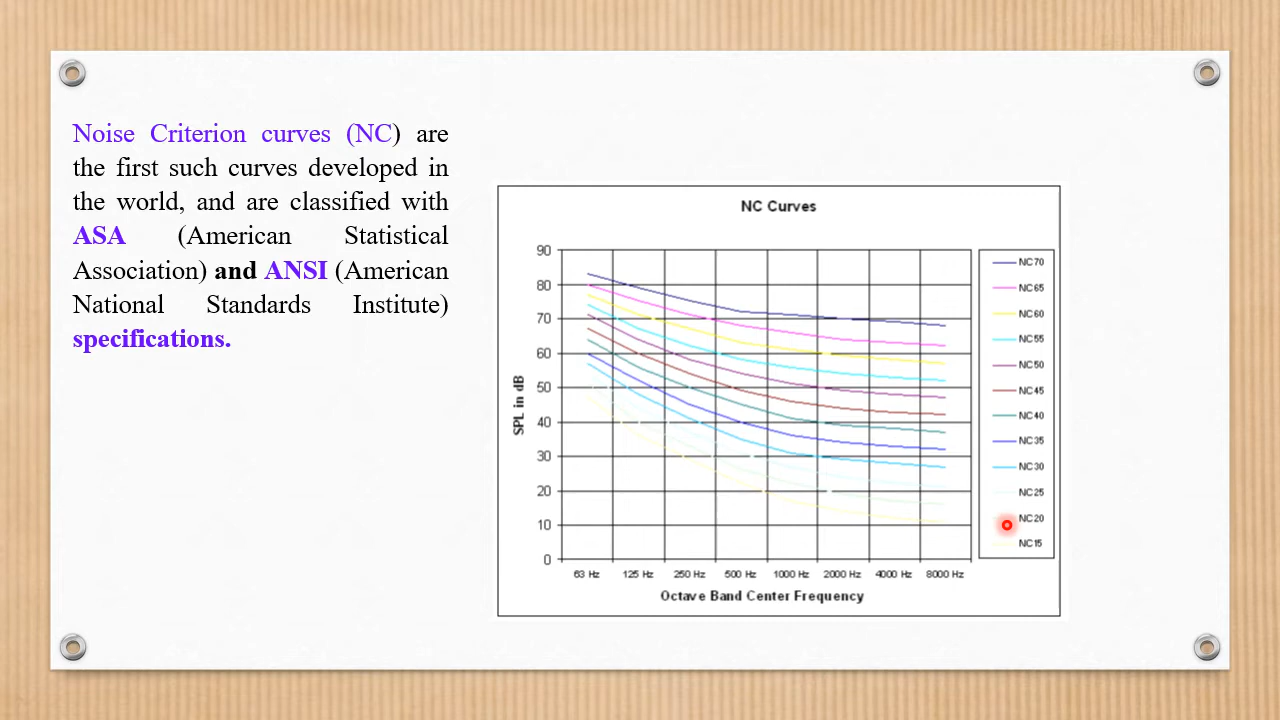 Noise Criterion curves (NC) are
the first such curves developed in
the world, and are classified with
ASA (American Statistical
Association) and ANSI (American
National Standards Institute)
specifications.
NC Curves
SPL in dB
90
80
70
60
50
40
30
20
10
0
63 Hz 125 Hz 250 Hz 500 Hz 1000 Hz 2000 Hz 4000 Hz 8000 Hz
Octave Band Center Frequency
NC70
NC65
NC60
NC55
NC50
NC45
NC40
NC35
NC30
NC25
NC20
NC15